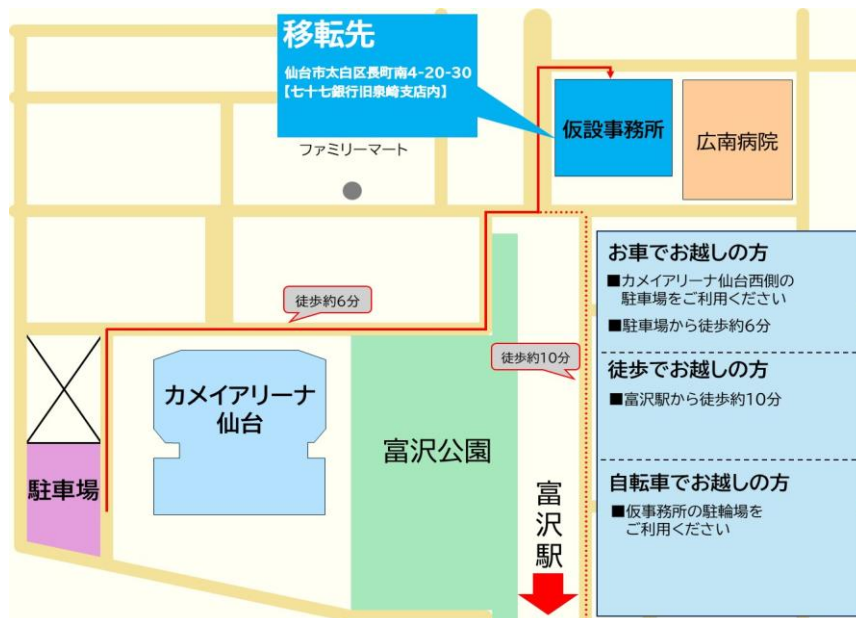 移転先
仙台市太白区長町南4-20-30
【七十七銀行旧泉崎支店内】
仮設事務所
広南病院
ファミリーマート
徒歩約6分
徒歩約10分
カメイアリーナ
仙台
富沢公園
駐車場
富沢駅
お車でお越しの方
■カメイアリーナ仙台西側の
駐車場をご利用ください
■駐車場から徒歩約6分
徒歩でお越しの方
■富沢駅から徒歩約10分
自転車でお越しの方
■仮事務所の駐輪場を
ご利用ください